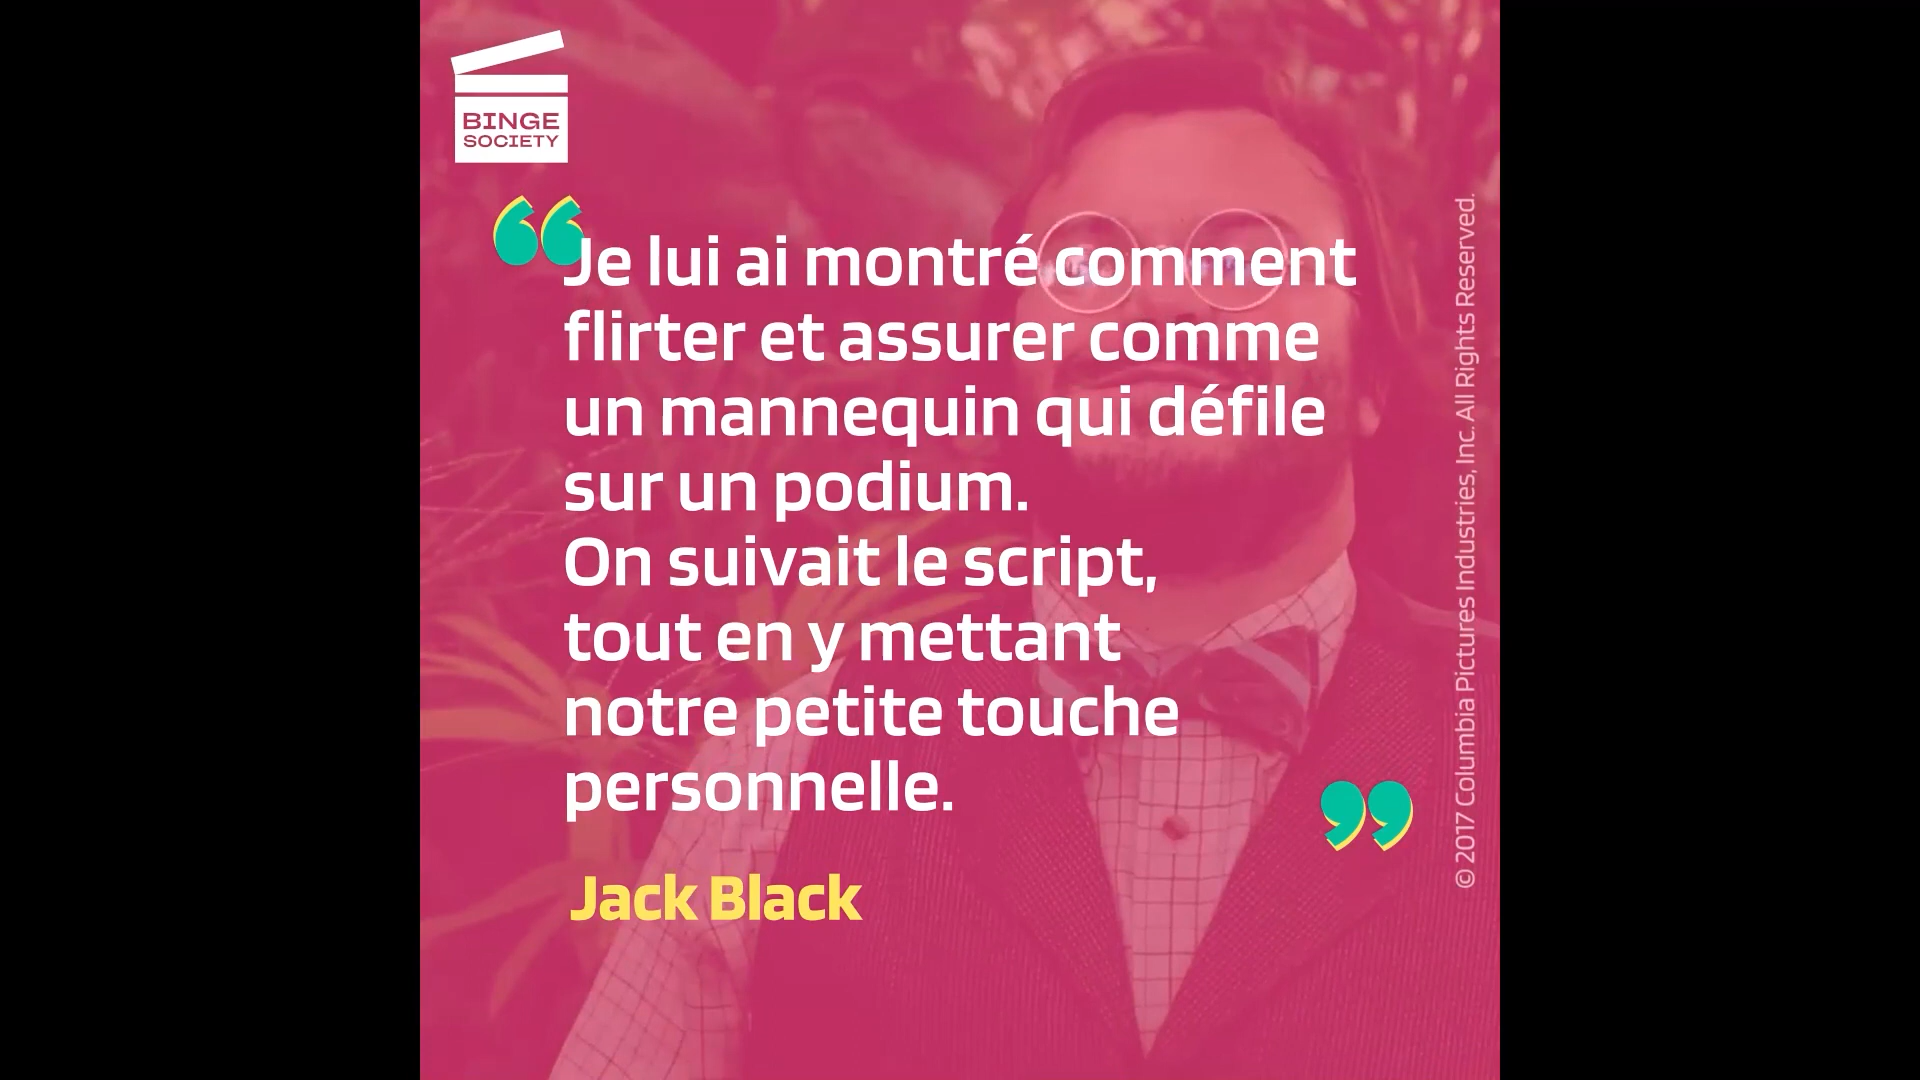 BINGE
SOCIETY
“Je lui ai montré comment
flirter et assurer comme
un mannequin qui défile
sur un podium.
On suivait le script,
tout en y mettant
notre petite touche
personnelle.”
Jack Black
© 2017 Columbia Pictures Industries, Inc. All Rights Reserved.